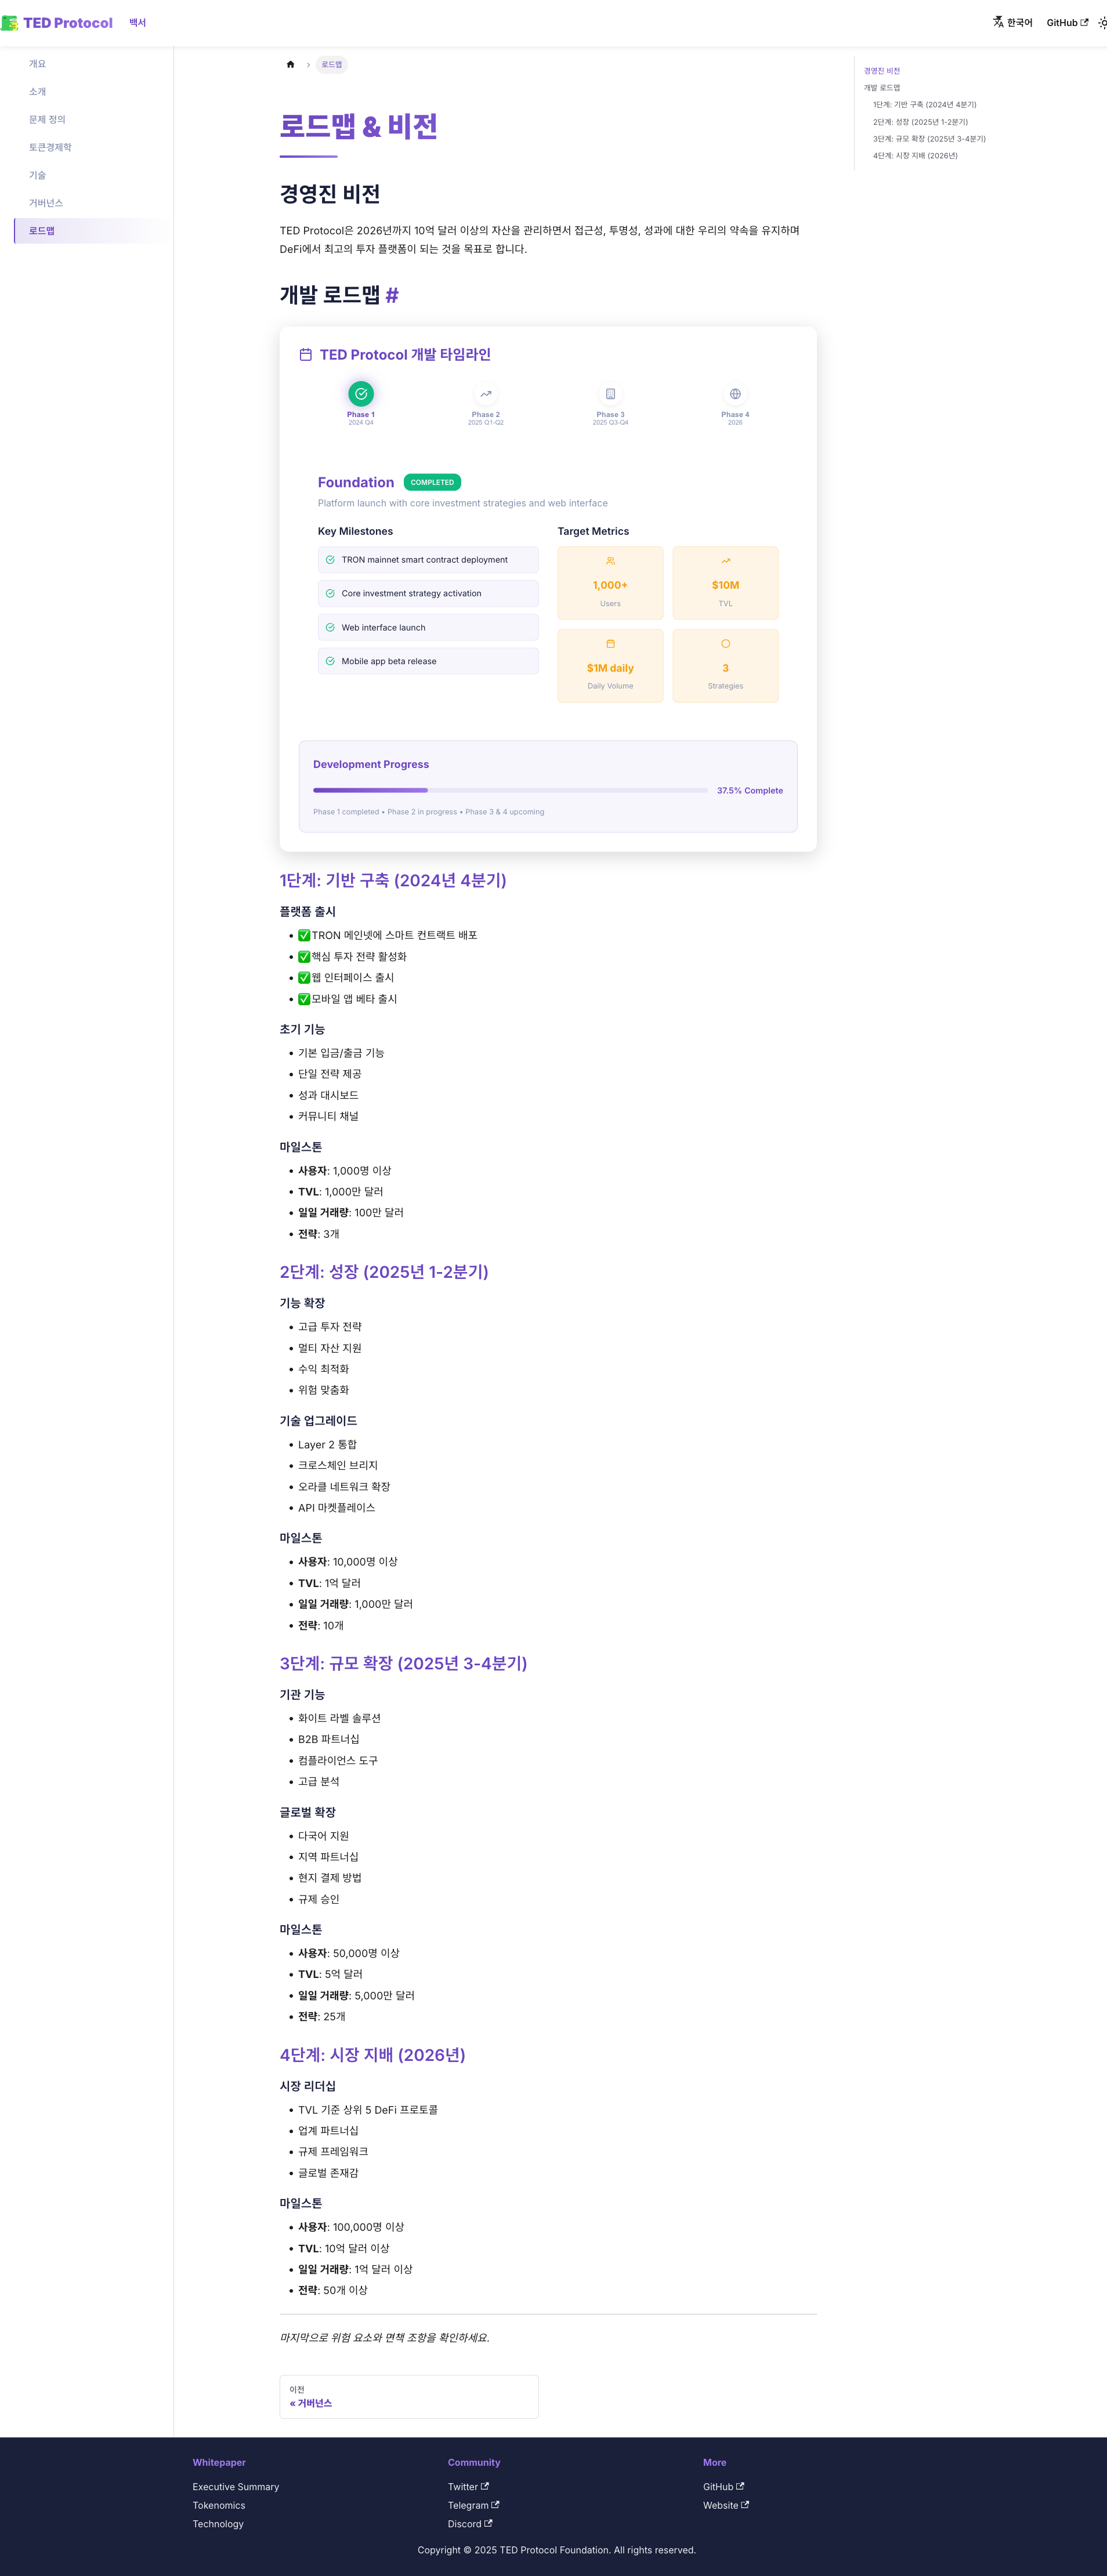 TED Protocol
백서
한국어
GitHub
개요
소개
문제 정의
토큰경제학
기술
거버넌스
로드맵
로드맵
로드맵 & 비전
경영진 비전
TED Protocol은 2026년까지 10억 달러 이상의 자산을 관리하면서 접근성, 투명성, 성과에 대한 우리의 약속을 유지하며
DeFi에서 최고의 투자 플랫폼이 되는 것을 목표로 합니다.
개발 로드맵 #
TED Protocol 개발 타임라인
Phase 1
2024 Q4
Phase 2
2025 Q1-Q2
Phase 3
2025 Q3-Q4
Phase 4
2026
Foundation
COMPLETED
Platform launch with core investment strategies and web interface
Key Milestones
TRON mainnet smart contract deployment
Core investment strategy activation
Web interface launch
Mobile app beta release
Target Metrics
1,000+
Users
$10M
TVL
$1M daily
Daily Volume
3
Strategies
Development Progress
37.5% Complete
Phase 1 completed • Phase 2 in progress • Phase 3 & 4 upcoming
1단계: 기반 구축 (2024년 4분기)
플랫폼 출시
• ✅TRON 메인넷에 스마트 컨트랙트 배포
• ✅핵심 투자 전략 활성화
• ✅웹 인터페이스 출시
• ✅모바일 앱 베타 출시
초기 기능
• 기본 입금/출금 기능
• 단일 전략 제공
• 성과 대시보드
• 커뮤니티 채널
마일스톤
• 사용자: 1,000명 이상
• TVL: 1,000만 달러
• 일일 거래량: 100만 달러
• 전략: 3개
2단계: 성장 (2025년 1-2분기)
기능 확장
• 고급 투자 전략
• 멀티 자산 지원
• 수익 최적화
• 위험 맞춤화
기술 업그레이드
• Layer 2 통합
• 크로스체인 브리지
• 오라클 네트워크 확장
• API 마켓플레이스
마일스톤
• 사용자: 10,000명 이상
• TVL: 1억 달러
• 일일 거래량: 1,000만 달러
• 전략: 10개
3단계: 규모 확장 (2025년 3-4분기)
기관 기능
• 화이트 라벨 솔루션
• B2B 파트너십
• 컴플라이언스 도구
• 고급 분석
글로벌 확장
• 다국어 지원
• 지역 파트너십
• 현지 결제 방법
• 규제 승인
마일스톤
• 사용자: 50,000명 이상
• TVL: 5억 달러
• 일일 거래량: 5,000만 달러
• 전략: 25개
4단계: 시장 지배 (2026년)
시장 리더십
• TVL 기준 상위 5 DeFi 프로토콜
• 업계 파트너십
• 규제 프레임워크
• 글로벌 존재감
마일스톤
• 사용자: 100,000명 이상
• TVL: 10억 달러 이상
• 일일 거래량: 1억 달러 이상
• 전략: 50개 이상
마지막으로 위험 요소와 면책 조항을 확인하세요.
이전
« 거버넌스
경영진 비전
개발 로드맵
1단계: 기반 구축 (2024년 4분기)
2단계: 성장 (2025년 1-2분기)
3단계: 규모 확장 (2025년 3-4분기)
4단계: 시장 지배 (2026년)
Whitepaper
Executive Summary
Tokenomics
Technology
Community
Twitter
Telegram
Discord
More
GitHub
Website
Copyright © 2025 TED Protocol Foundation. All rights reserved.